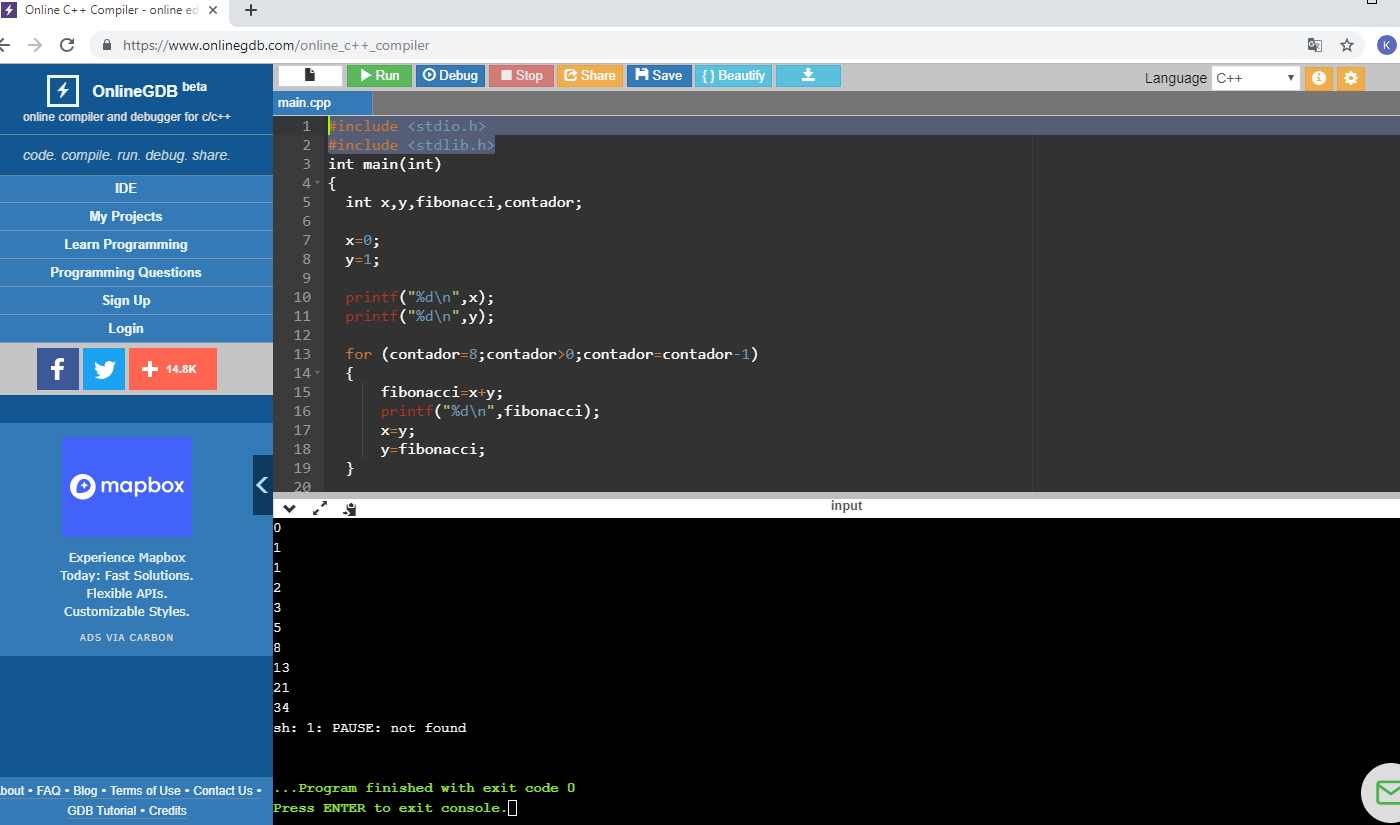 Online C++ Compiler - online ed
https://www.onlinegdb.com/online_c++_compiler
K
OnlineGDB beta
online compiler and debugger for c/c++
code. compile. run. debug. share.
IDE
My Projects
Learn Programming
Programming Questions
Sign Up
Login
14.8K
mapbox
Experience Mapbox
Today: Fast Solutions.
Flexible APIs.
Customizable Styles.
ADS VIA CARBON
bout • FAQ • Blog • Terms of Use • Contact Us •
GDB Tutorial • Credits
Run Debug Stop Share Save { } Beautify
Language C++
main.cpp
1 #include <stdio.h>
2 #include <stdlib.h>
3 int main(int)
4 {
5 int x,y,fibonacci,contador;
6
7 x=0;
8 y=1;
9
10 printf("%d\n",x);
11 printf("%d\n",y);
12
13 for (contador=8;contador>0;contador=contador-1)
14 {
15 fibonacci=x+y;
16 printf("%d\n",fibonacci);
17 x=y;
18 y=fibonacci;
19 }
20
input
0
1
1
2
3
5
8
13
21
34
sh: 1: PAUSE: not found
...Program finished with exit code 0
Press ENTER to exit console.